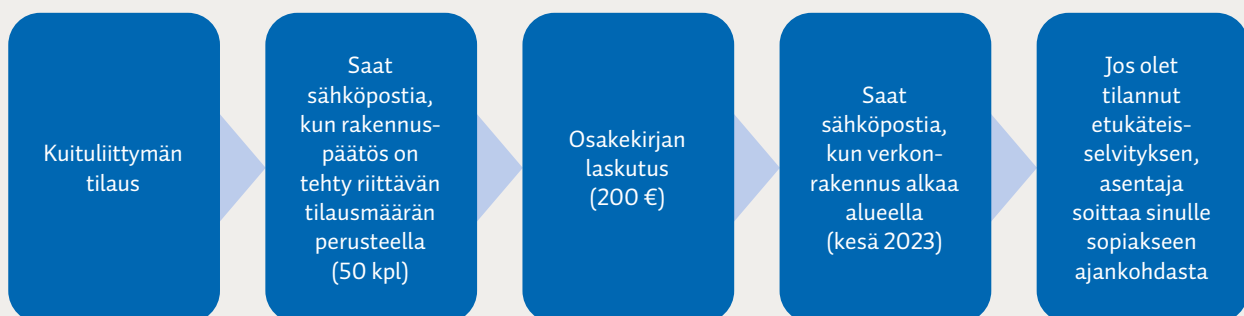 Kuituliittymän
tilaus
Saat
sähköpostia,
kun rakennus-
päätös on
tehty riittävän
tilausmäärän
perusteella
(50 kpl)
Osakekirjan
laskutus
(200 €)
Saat
sähköpostia,
kun verkon-
rakennus alkaa
alueella
(kesä 2023)
Jos olet
tilannut
etukäteis-
selvityksen,
asentaja
soittaa sinulle
sopiakseen
ajankohdasta